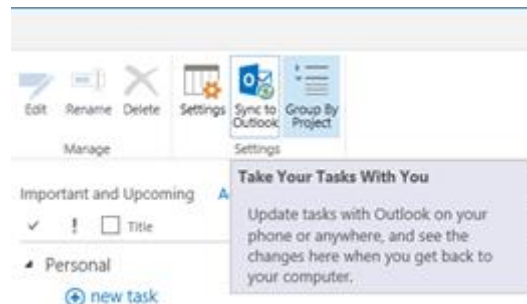 Edit Rename Delete Settings Sync to Outlook Group By Project
Manage Settings
Important and Upcoming A
Take Your Tasks With You
✓ ! Title
Update tasks with Outlook on your
phone or anywhere, and see the
changes here when you get back to
your computer.
Personal
new task